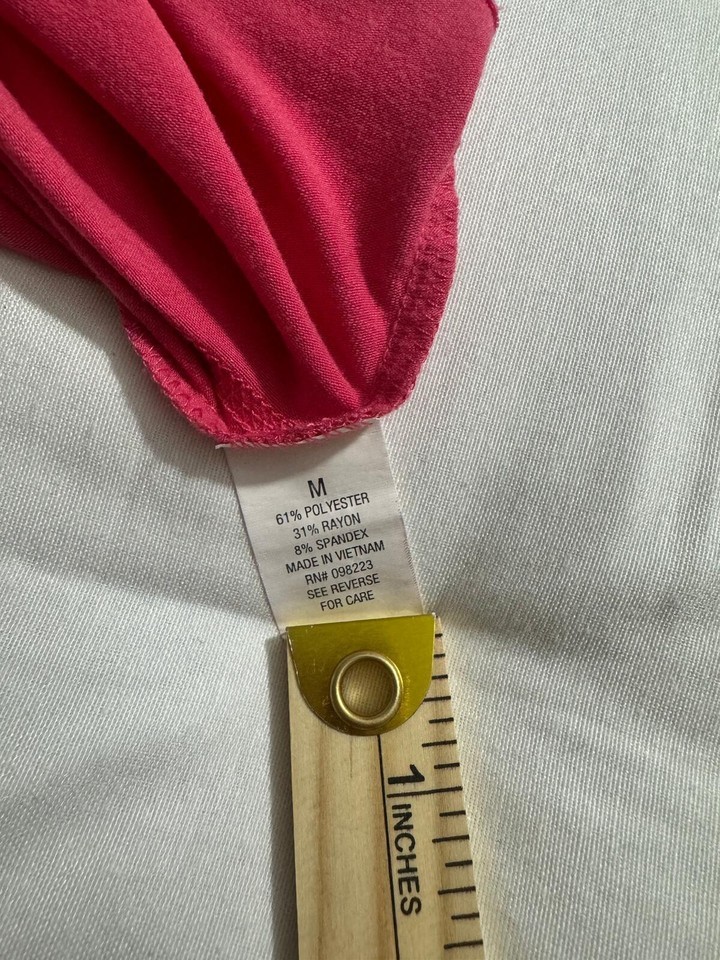 M
61% POLYESTER
31% RAYON
8% SPANDEX
MADE IN VIETNAM
RN# 098223
SEE REVERSE
FOR CARE
1
INCHES